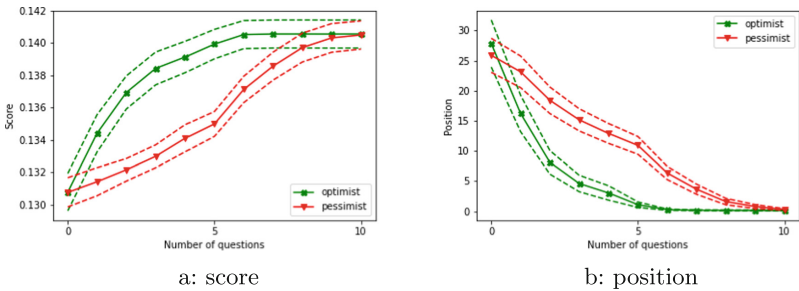 0.142
0.140
0.138
0.136
0.134
0.132
0.130
Score
0 5 10
Number of questions
optimist
pessimist
a: score
30
25
20
15
10
5
0
Position
0 5 10
Number of questions
optimist
pessimist
b: position